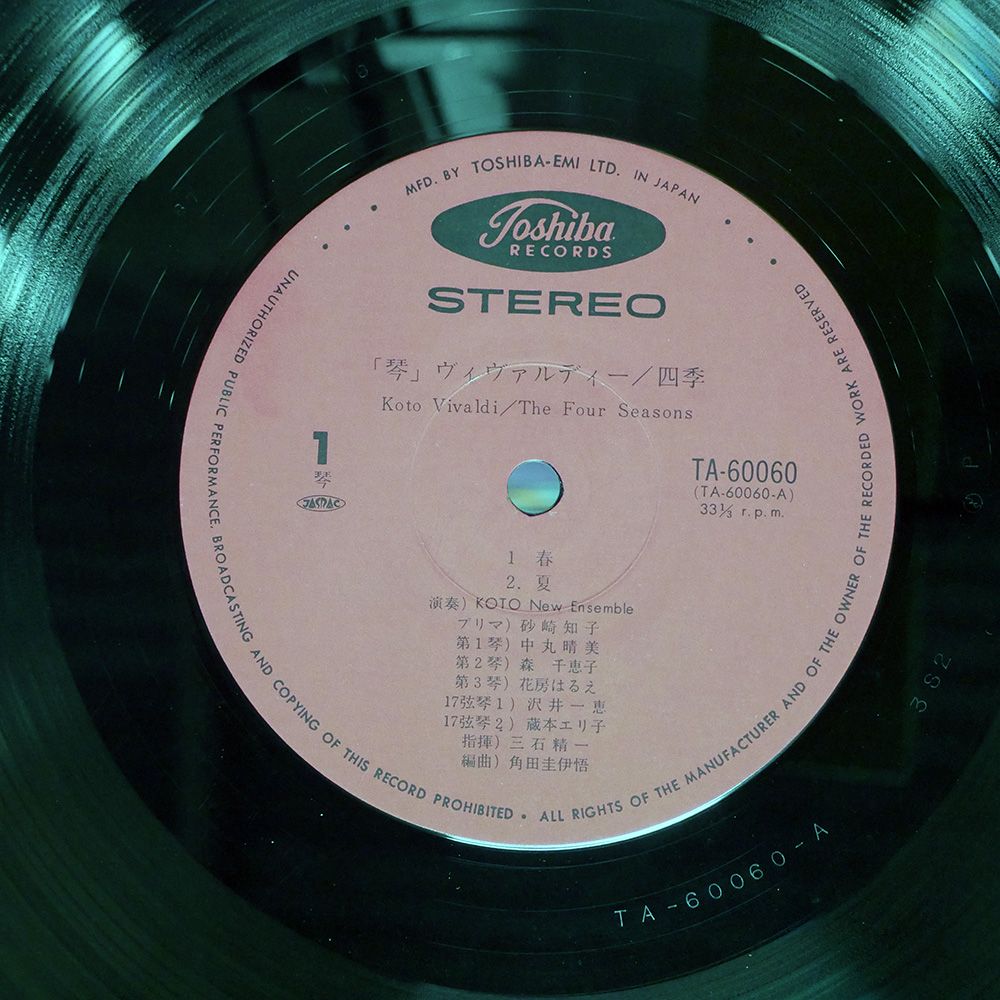 MFD. BY TOSHIBA-EMI LTD. IN JAPAN
Toshiba
RECORDS
STEREO
「琴」ヴィヴァルディー/四季
Koto Vivaldi/The Four Seasons
1
琴
JASRAC
TA-60060
(TA-60060-A)
33⅓ r.p.m.
1 春
2. 夏
演奏) KOTO New Ensemble
プリマ) 砂崎知子
第1琴) 中丸晴美
第2琴) 森 千恵子
第3琴) 花房はるえ
17弦琴1) 沢井一恵
17弦琴2) 蔵本エリ子
指揮) 三石精一
編曲) 角田圭伊悟
UNAUTHORIZED PUBLIC PERFORMANCE, BROADCASTING AND COPYING OF THIS RECORD PROHIBITED • ALL RIGHTS OF THE MANUFACTURER AND OF THE OWNER OF THE RECORDED WORK ARE RESERVED
TA-60060-A
3S2
P